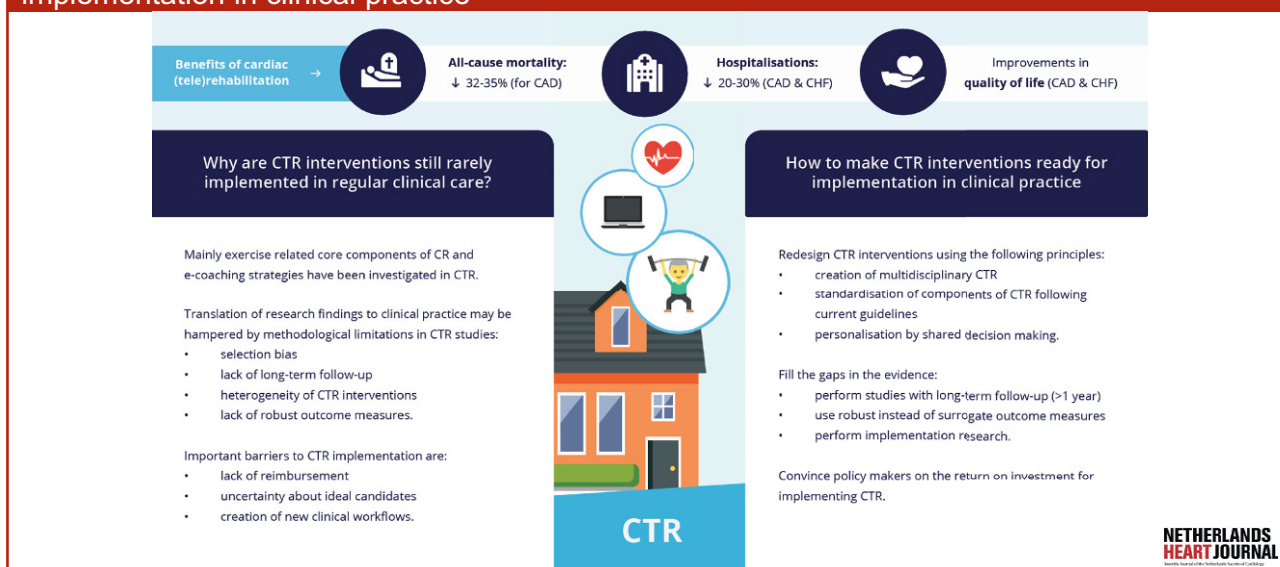 implementation in clinical practice
Benefits of cardiac
(tele)rehabilitation →
All-cause mortality:
↓ 32-35% (for CAD)
Hospitalisations:
↓ 20-30% (CAD & CHF)
Improvements in
quality of life (CAD & CHF)
Why are CTR interventions still rarely
implemented in regular clinical care?
Mainly exercise related core components of CR and
e-coaching strategies have been investigated in CTR.
Translation of research findings to clinical practice may be
hampered by methodological limitations in CTR studies:
• selection bias
• lack of long-term follow-up
• heterogeneity of CTR interventions
• lack of robust outcome measures.
Important barriers to CTR implementation are:
• lack of reimbursement
• uncertainty about ideal candidates
• creation of new clinical workflows.
CTR
How to make CTR interventions ready for
implementation in clinical practice
Redesign CTR interventions using the following principles:
• creation of multidisciplinary CTR
• standardisation of components of CTR following
current guidelines
• personalisation by shared decision making.
Fill the gaps in the evidence:
• perform studies with long-term follow-up (>1 year)
• use robust instead of surrogate outcome measures
• perform implementation research.
Convince policy makers on the return on investment for
implementing CTR.
NETHERLANDS
HEART JOURNAL